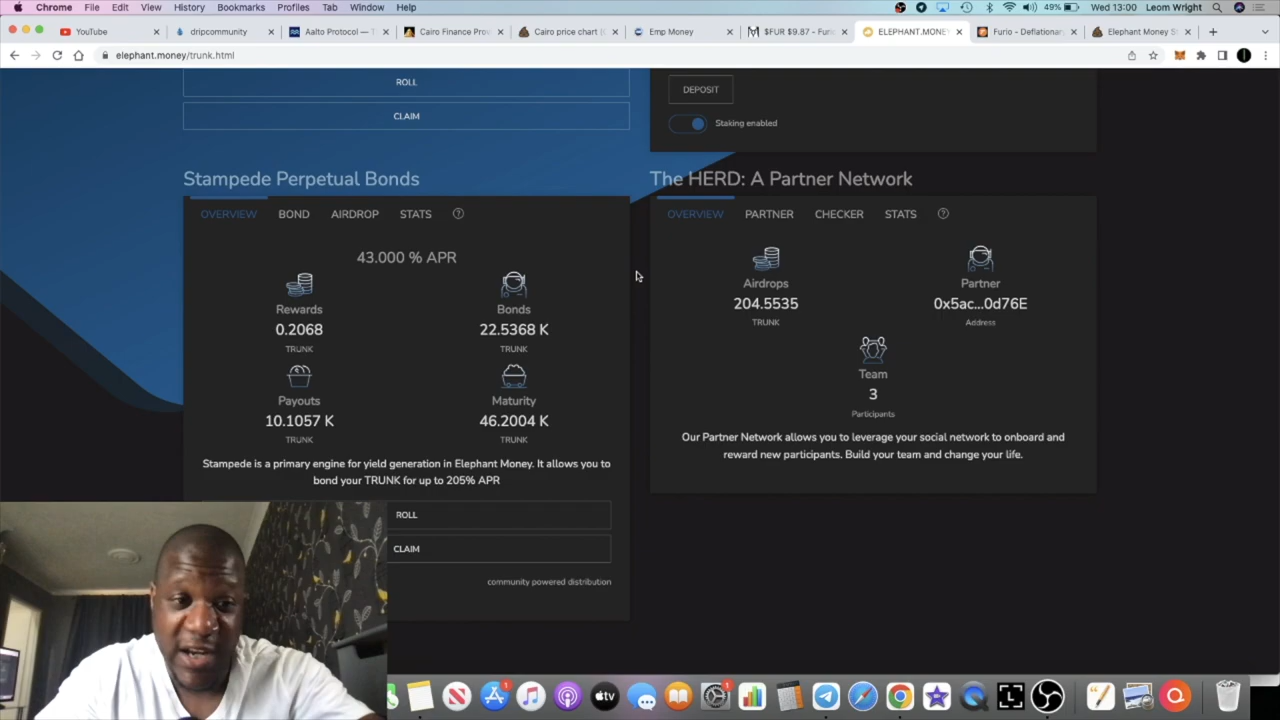 Chrome File Edit View History Bookmarks Profiles Tab Window Help 49% Wed 13:00 Leom Wright
YouTube dripcommunity Aalto Protocol — T Cairo Finance Pro Cairo price chart Emp Money $FUR $9.87 - Furi ELEPHANT.MONEY Furio - Deflationar Elephant Money S
elephant.money/trunk.html
ROLL
CLAIM
DEPOSIT
Staking enabled
Stampede Perpetual Bonds
OVERVIEW BOND AIRDROP STATS
43.000 % APR
Rewards Bonds
0.2068 22.5368 K
TRUNK TRUNK
Payouts Maturity
10.1057 K 46.2004 K
TRUNK TRUNK
Stampede is a primary engine for yield generation in Elephant Money. It allows you to
bond your TRUNK for up to 205% APR
ROLL
CLAIM
community powered distribution
The HERD: A Partner Network
OVERVIEW PARTNER CHECKER STATS
Airdrops Partner
204.5535 0x5ac...0d76E
TRUNK Address
Team
3
Participants
Our Partner Network allows you to leverage your social network to onboard and
reward new participants. Build your team and change your life.
tv